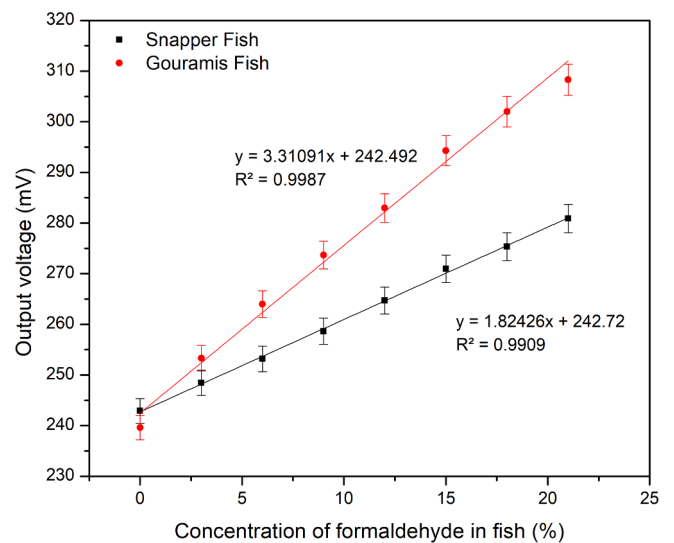 Snapper Fish
Gouramis Fish
y = 3.31091x + 242.492
R² = 0.9987
y = 1.82426x + 242.72
R² = 0.9909
Output voltage (mV)
320
310
300
290
280
270
260
250
240
230
0
5
10
15
20
25
Concentration of formaldehyde in fish (%)